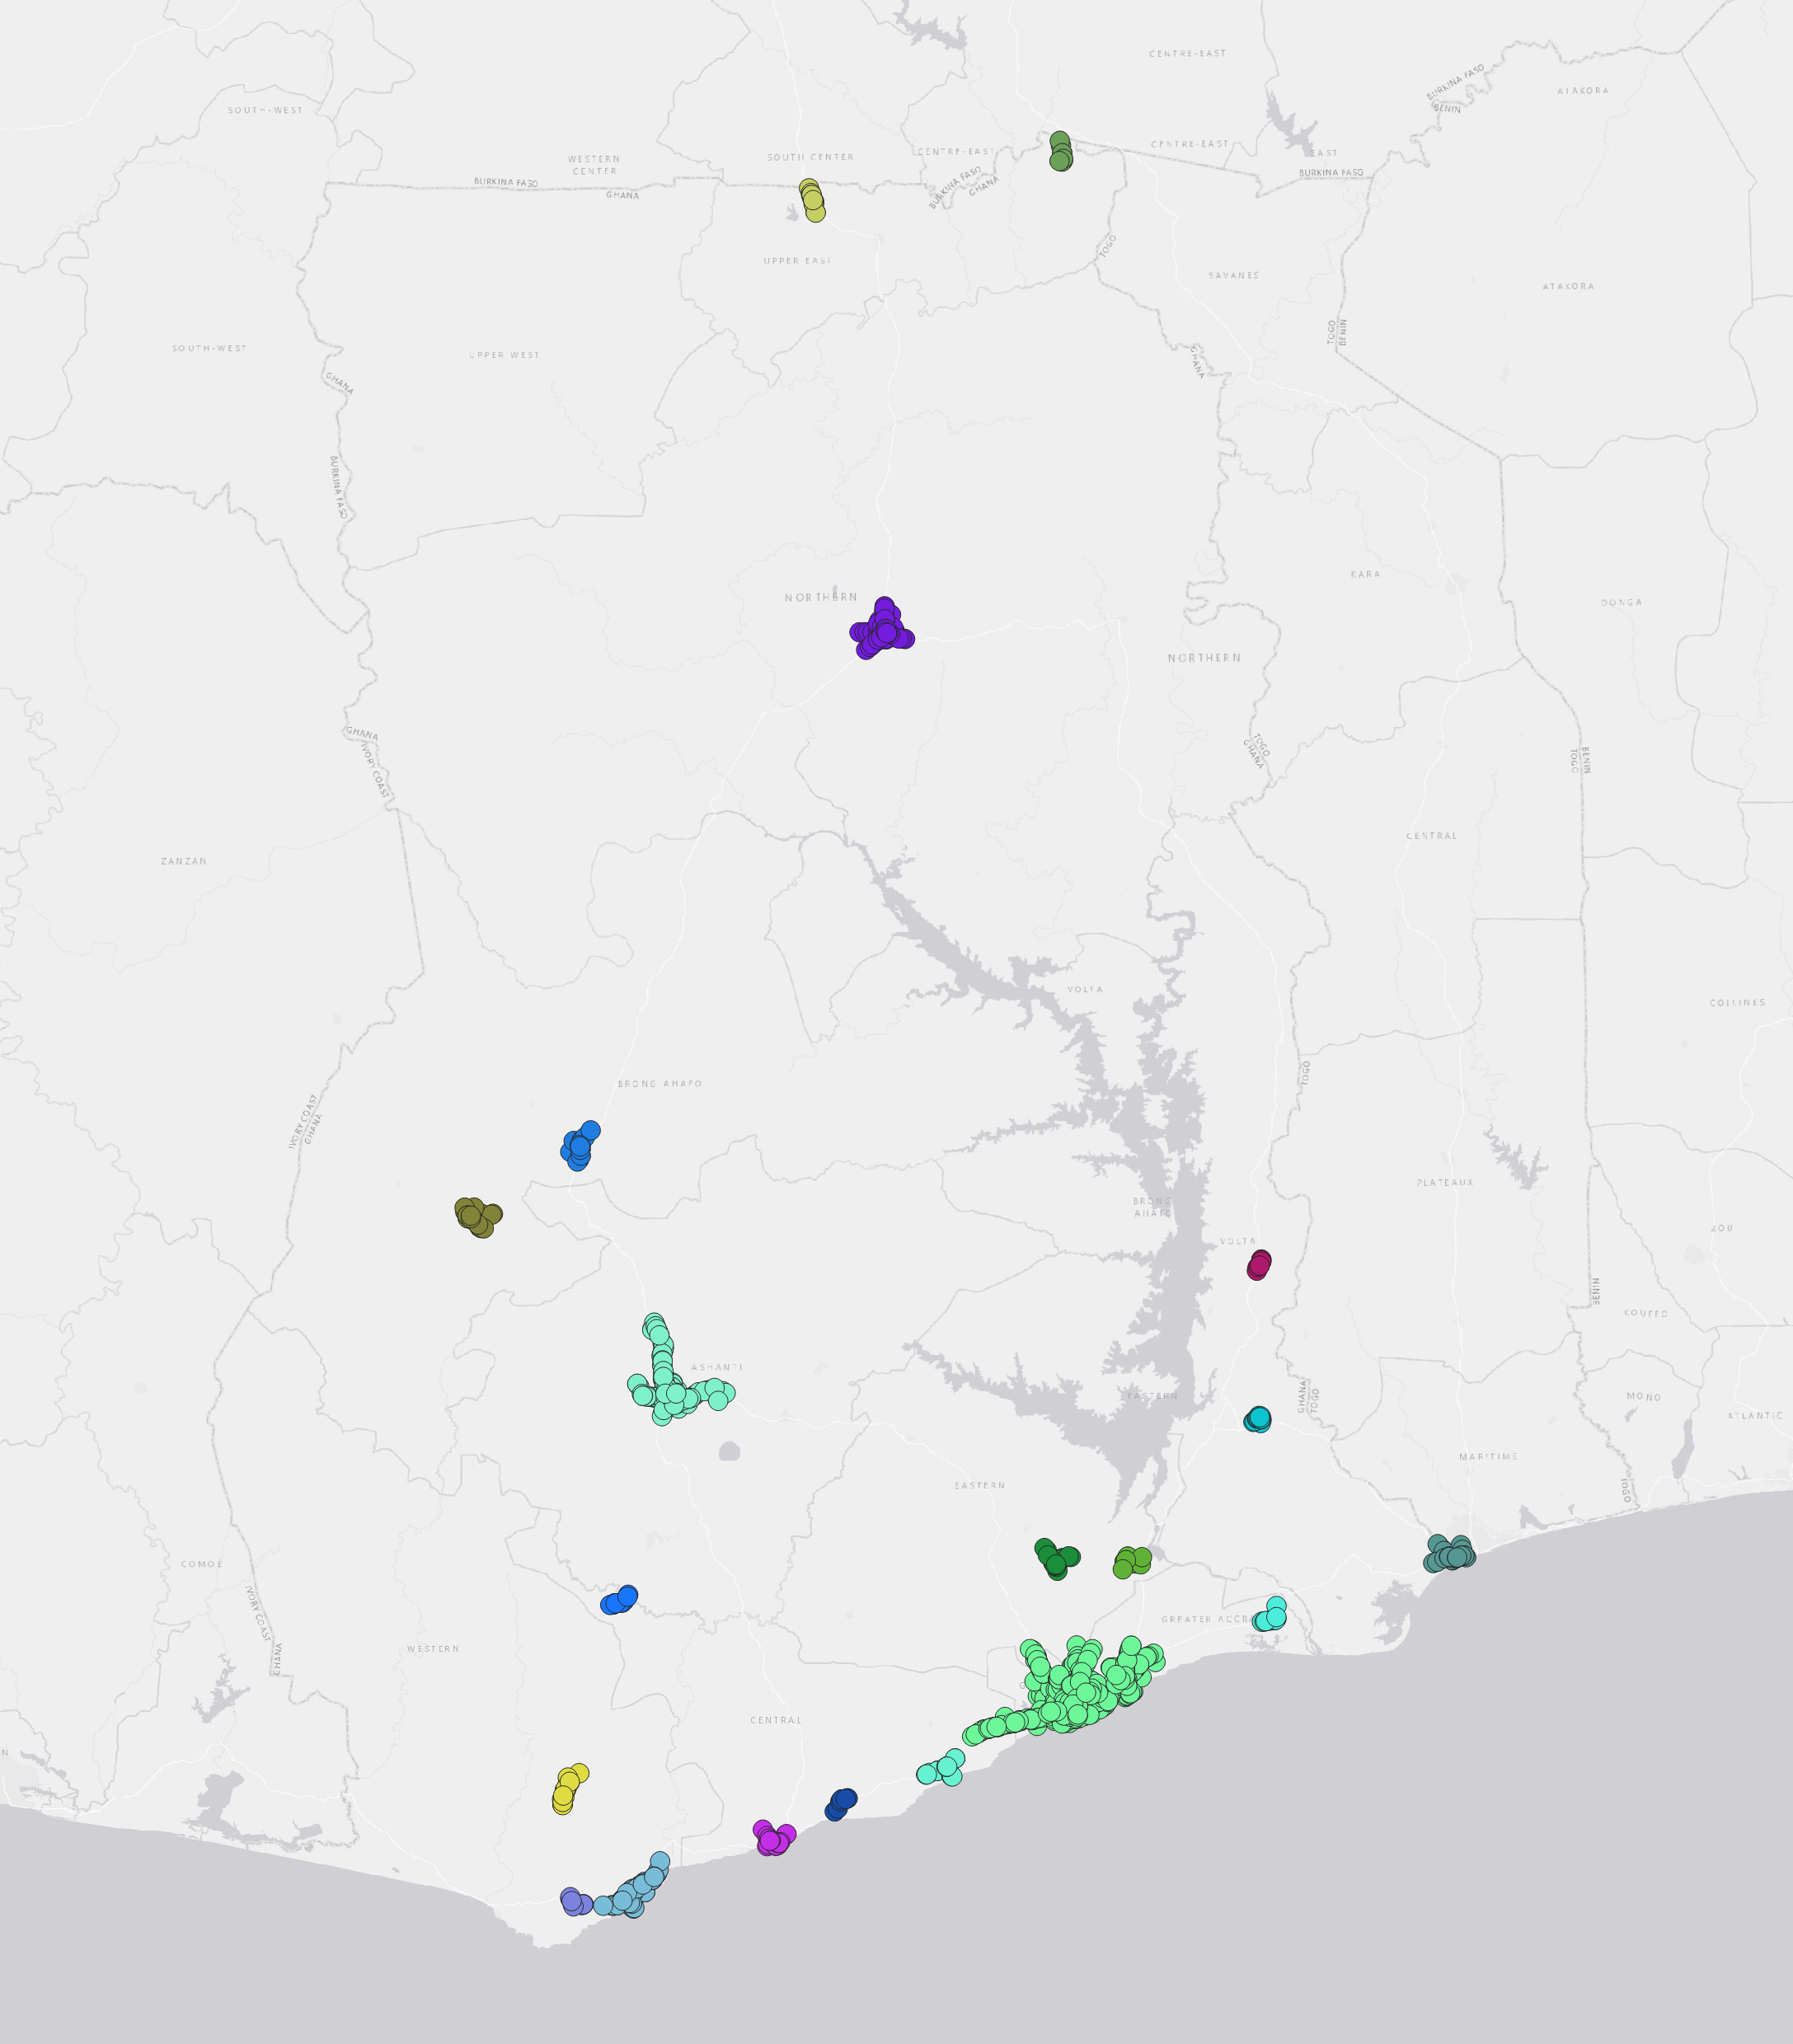 CENTRE-EAST
BURKINA FASO
BENIN
ALAKORA
SOUTH-WEST
WESTERN
CENTER
SOUTH CENTER
CENTRE-EAST
CENTRE-EAST
EAST
BURKINA FASO
BURKINA FASO
GHANA
BURKINA FASO
GHANA
UPPER EAST
TOGO
SAVANES
ATAKORA
TOGO
BENIN
SOUTH-WEST
UPPER WEST
GHANA
GHANA
BURKINA FASO
KARA
NORTHERN
DONGA
NORTHERN
GHANA
IVORY COAST
TOGO
GHANA
BENIN
TOGO
CENTRAL
ZANZAN
VOLTA
COLLINES
TOGO
BRONG AHAFO
IVORY COAST
GHANA
PLATEAUX
BRONG
AHAFO
ZOU
VOLTA
BENIN
KOUFFO
ASHANTI
EASTERN
GHANA
TOGO
MONO
ATLANTIC
MARITIME
EASTERN
TOGO
COMOÉ
IVORY COAST
GHANA
GREATER ACCRA
WESTERN
CENTRAL
N